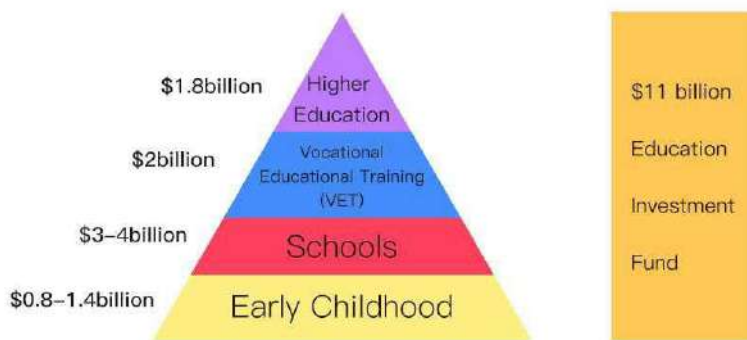 $1.8billion
Higher
Education
$2billion
Vocational
Educational Training
(VET)
$3–4billion
Schools
$0.8–1.4billion
Early Childhood
$11 billion
Education
Investment
Fund